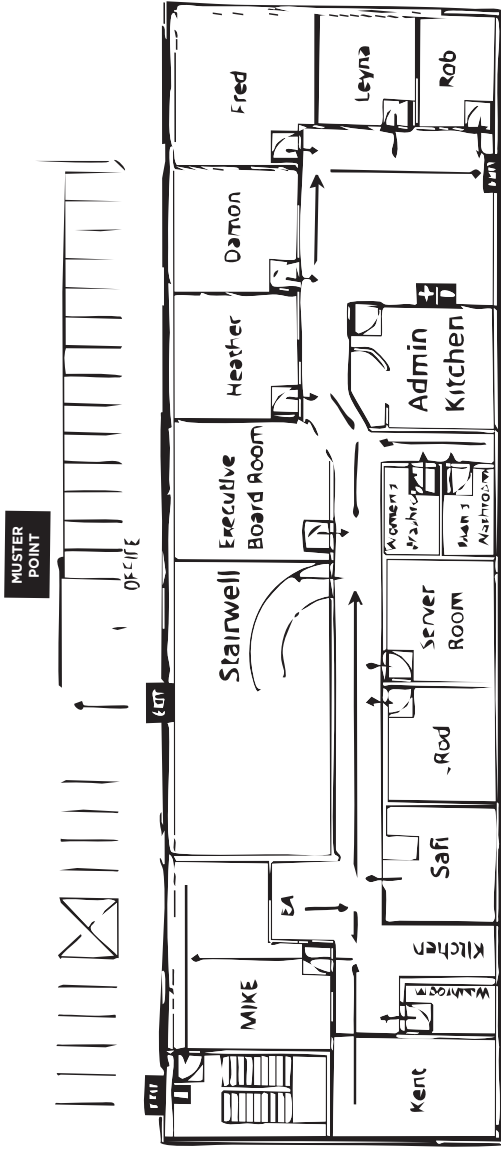 MUSTER
POINT
OFFICE
EXIT
EXIT
MIKE
Stairwell
Executive
Board Room
Heather
Damon
Fred
EA
Leyna
Rob
Admin
Kitchen
Kent
Washroom
Kitchen
Safi
Rod
Server
Room
Women's
Washroom
Men's
Washroom
EXIT